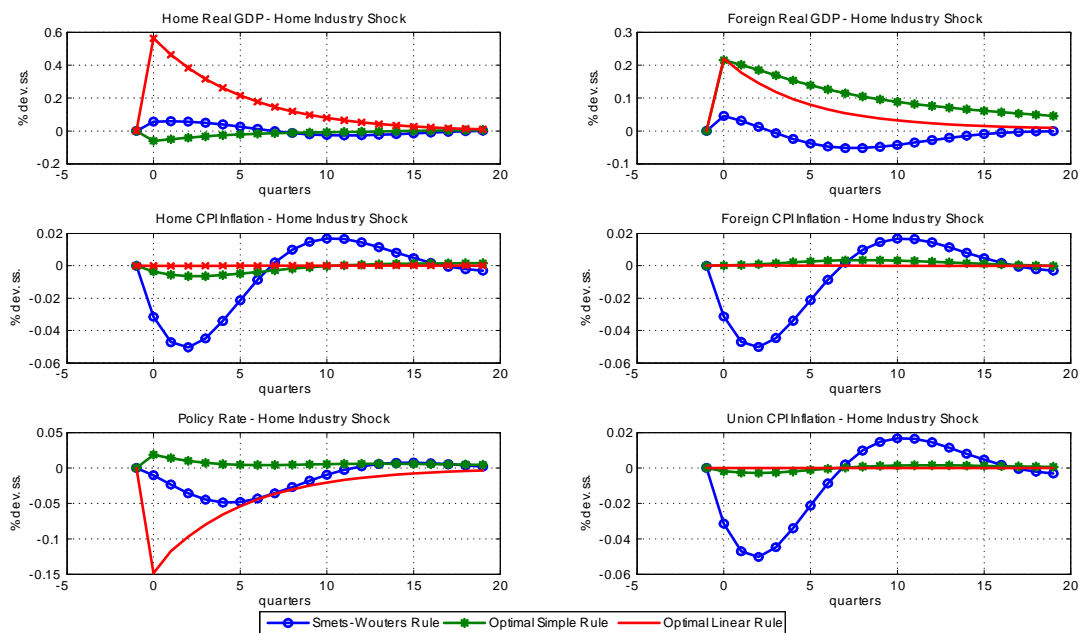 Home Real GDP - Home Industry Shock
0.6
0.4
0.2
0
-0.2
% dev. ss.
-5 0 5 10 15 20
quarters
Foreign Real GDP - Home Industry Shock
0.3
0.2
0.1
0
-0.1
% dev. ss.
-5 0 5 10 15 20
quarters
Home CPI Inflation - Home Industry Shock
0.02
0
-0.02
-0.04
-0.06
% dev. ss.
-5 0 5 10 15 20
quarters
Foreign CPI Inflation - Home Industry Shock
0.02
0
-0.02
-0.04
-0.06
% dev. ss.
-5 0 5 10 15 20
quarters
Policy Rate - Home Industry Shock
0.05
0
-0.05
-0.1
-0.15
% dev. ss.
-5 0 5 10 15 20
quarters
Union CPI Inflation - Home Industry Shock
0.02
0
-0.02
-0.04
-0.06
% dev. ss.
-5 0 5 10 15 20
quarters
Smets-Wouters Rule Optimal Simple Rule Optimal Linear Rule